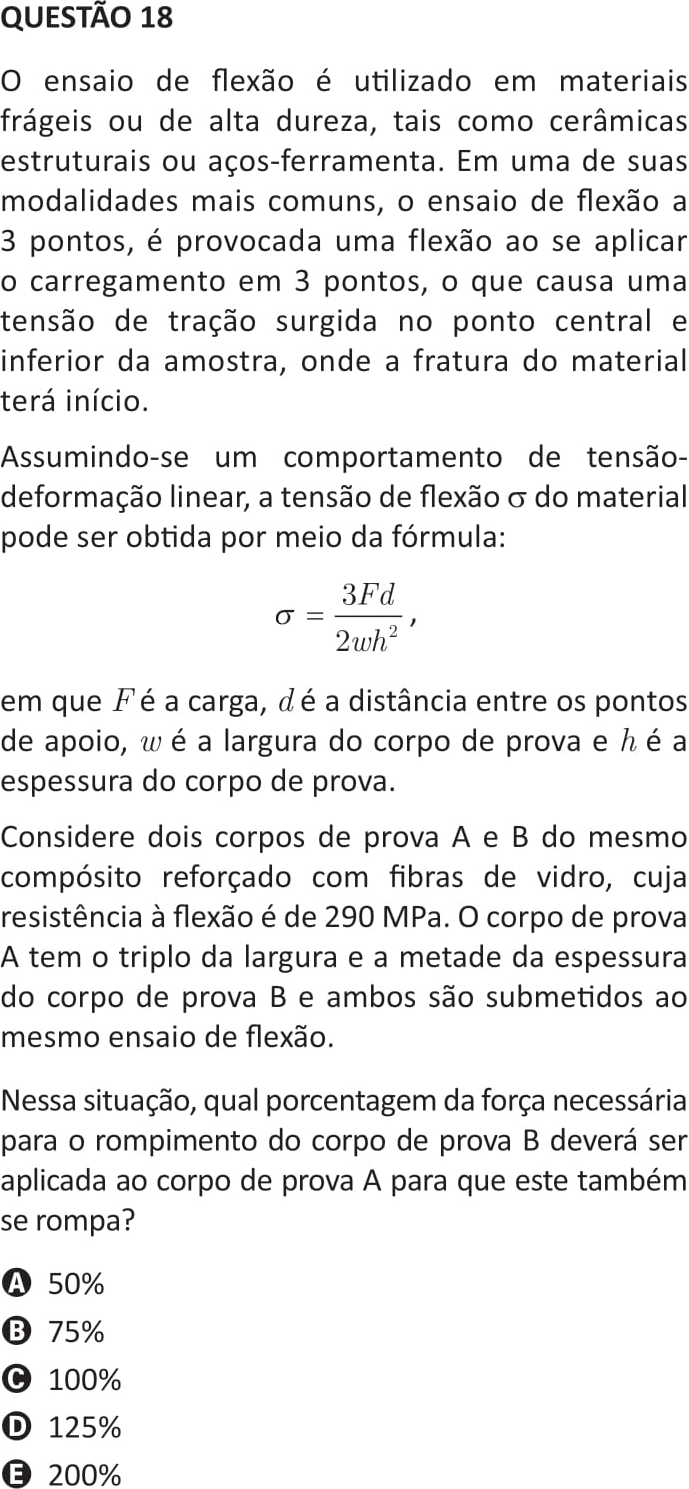 QUESTÃO 18
O ensaio de flexão é utilizado em materiais
frágeis ou de alta dureza, tais como cerâmicas
estruturais ou aços-ferramenta. Em uma de suas
modalidades mais comuns, o ensaio de flexão a
3 pontos, é provocada uma flexão ao se aplicar
o carregamento em 3 pontos, o que causa uma
tensão de tração surgida no ponto central e
inferior da amostra, onde a fratura do material
terá início.
Assumindo-se um comportamento de tensão-
deformação linear, a tensão de flexão σ do material
pode ser obtida por meio da fórmula:
σ = 3Fd / 2wh²,
em que F é a carga, d é a distância entre os pontos
de apoio, w é a largura do corpo de prova e h é a
espessura do corpo de prova.
Considere dois corpos de prova A e B do mesmo
compósito reforçado com fibras de vidro, cuja
resistência à flexão é de 290 MPa. O corpo de prova
A tem o triplo da largura e a metade da espessura
do corpo de prova B e ambos são submetidos ao
mesmo ensaio de flexão.
Nessa situação, qual porcentagem da força necessária
para o rompimento do corpo de prova B deverá ser
aplicada ao corpo de prova A para que este também
se rompa?
A 50%
B 75%
C 100%
D 125%
E 200%